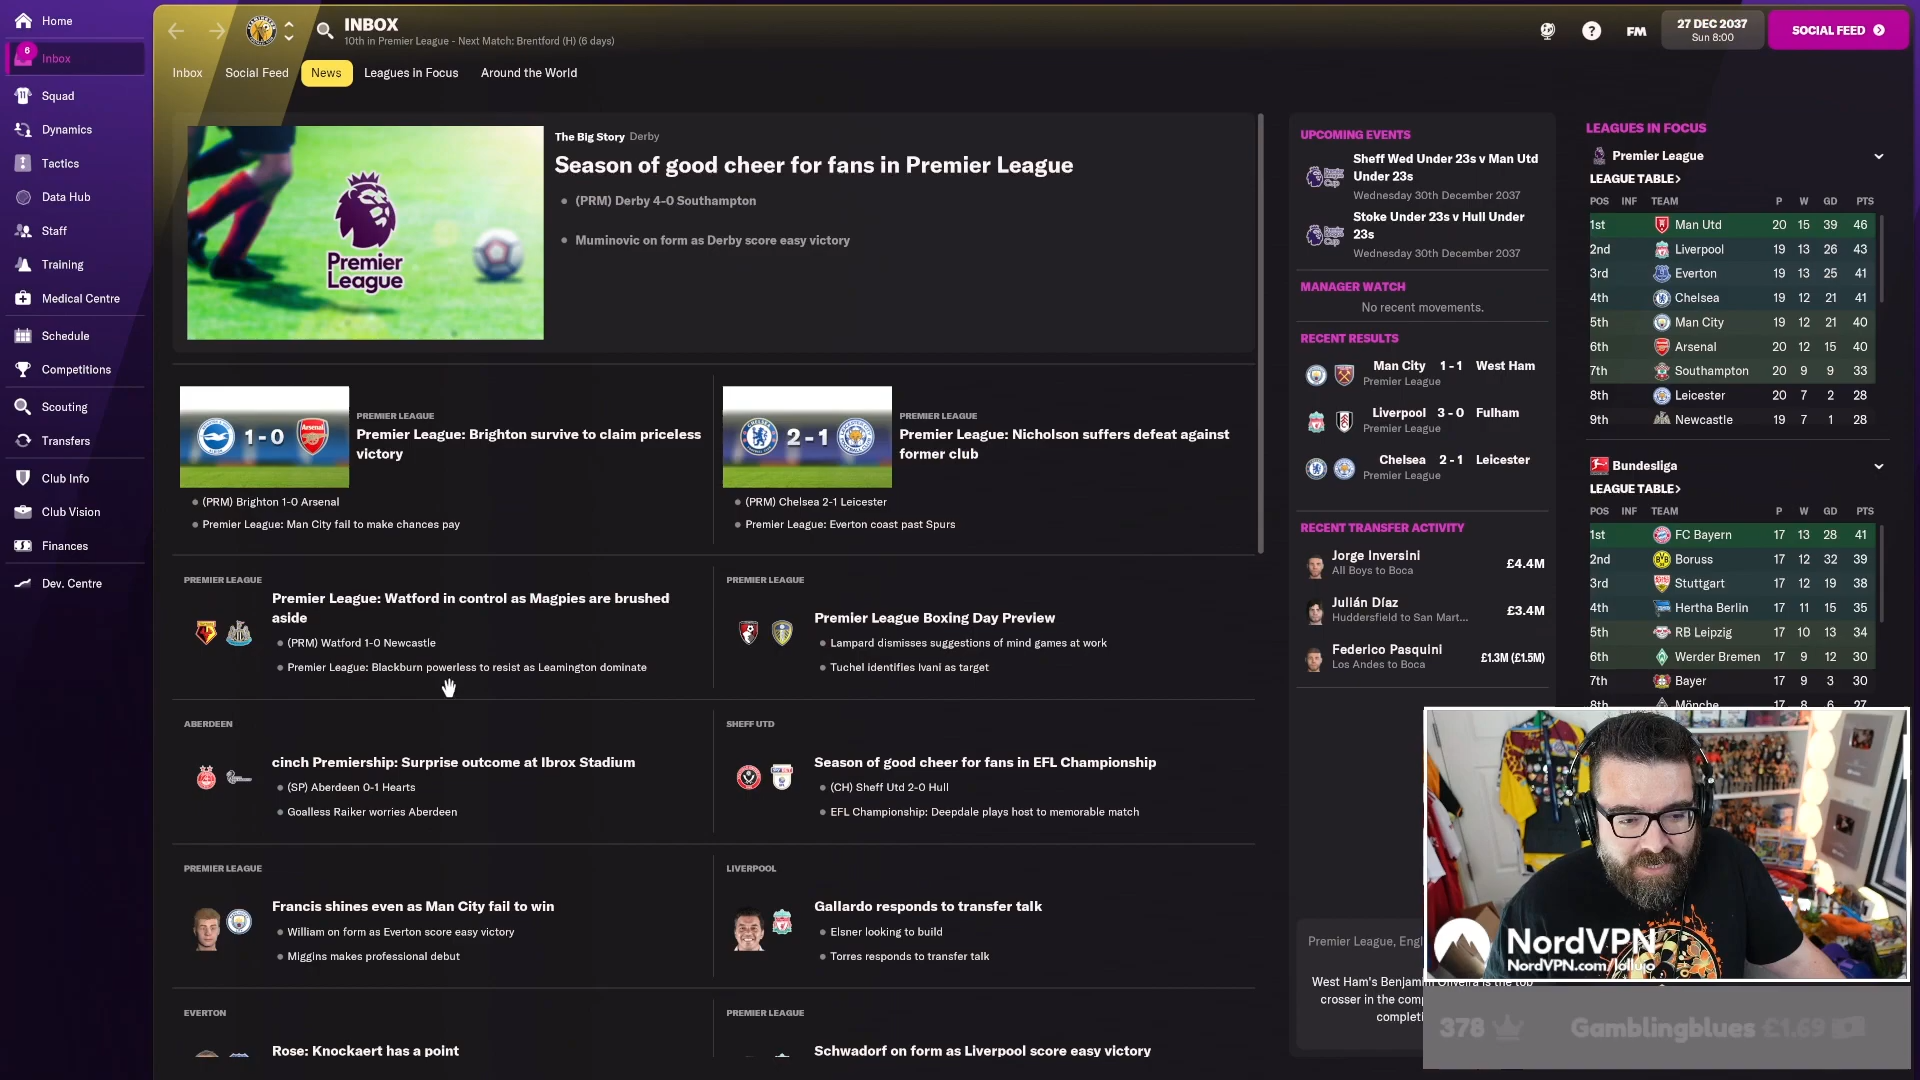 Home
6
Inbox
Squad
Dynamics
Tactics
Data Hub
Staff
Training
Medical Centre
Schedule
Competitions
Scouting
Transfers
Club Info
Club Vision
Finances
Dev. Centre
INBOX
10th in Premier League - Next Match: Brentford (H) (6 days)
FM
27 DEC 2037
Sun 8:00
SOCIAL FEED
Inbox
Social Feed
News
Leagues in Focus
Around the World
Premier
League
The Big Story Derby
Season of good cheer for fans in Premier League
(PRM) Derby 4-0 Southampton
Muminovic on form as Derby score easy victory
1 - 0
PREMIER LEAGUE
Premier League: Brighton survive to claim priceless
victory
(PRM) Brighton 1-0 Arsenal
Premier League: Man City fail to make chances pay
2 - 1
PREMIER LEAGUE
Premier League: Nicholson suffers defeat against
former club
(PRM) Chelsea 2-1 Leicester
Premier League: Everton coast past Spurs
PREMIER LEAGUE
Premier League: Watford in control as Magpies are brushed
aside
(PRM) Watford 1-0 Newcastle
Premier League: Blackburn powerless to resist as Leamington dominate
PREMIER LEAGUE
Premier League Boxing Day Preview
Lampard dismisses suggestions of mind games at work
Tuchel identifies Ivani as target
ABERDEEN
cinch Premiership: Surprise outcome at Ibrox Stadium
(SP) Aberdeen 0-1 Hearts
Goalless Raiker worries Aberdeen
SHEFF UTD
Season of good cheer for fans in EFL Championship
(CH) Sheff Utd 2-0 Hull
EFL Championship: Deepdale plays host to memorable match
PREMIER LEAGUE
Francis shines even as Man City fail to win
William on form as Everton score easy victory
Miggins makes professional debut
LIVERPOOL
Gallardo responds to transfer talk
Elsner looking to build
Torres responds to transfer talk
EVERTON
Rose: Knockaert has a point
PREMIER LEAGUE
Schwadorf on form as Liverpool score easy victory
UPCOMING EVENTS
Sheff Wed Under 23s v Man Utd
Under 23s
Wednesday 30th December 2037
Stoke Under 23s v Hull Under
23s
Wednesday 30th December 2037
MANAGER WATCH
No recent movements.
RECENT RESULTS
Man City 1 - 1 West Ham
Premier League
Liverpool 3 - 0 Fulham
Premier League
Chelsea 2 - 1 Leicester
Premier League
RECENT TRANSFER ACTIVITY
Jorge Inversini
All Boys to Boca
£4.4M
Julián Díaz
Huddersfield to San Mart...
£3.4M
Federico Pasquini
Los Andes to Boca
£1.3M (£1.5M)
Premier League, Engl
West Ham's Benjamim Oliveira is the top
crosser in the comp
completi
LEAGUES IN FOCUS
Premier League
LEAGUE TABLE>
POS INF TEAM P W GD PTS
1st Man Utd 20 15 39 46
2nd Liverpool 19 13 26 43
3rd Everton 19 13 25 41
4th Chelsea 19 12 21 41
5th Man City 19 12 21 40
6th Arsenal 20 12 15 40
7th Southampton 20 9 9 33
8th Leicester 20 7 2 28
9th Newcastle 19 7 1 28
Bundesliga
LEAGUE TABLE>
POS INF TEAM P W GD PTS
1st FC Bayern 17 13 28 41
2nd Boruss 17 12 32 39
3rd Stuttgart 17 12 19 38
4th Hertha Berlin 17 11 15 35
5th RB Leipzig 17 10 13 34
6th Werder Bremen 17 9 12 30
7th Bayer 17 9 3 30
8th Mönche 17 8 6 27
NordVPN
NordVPN.com/lollujo
378
Gamblingblues £1.69